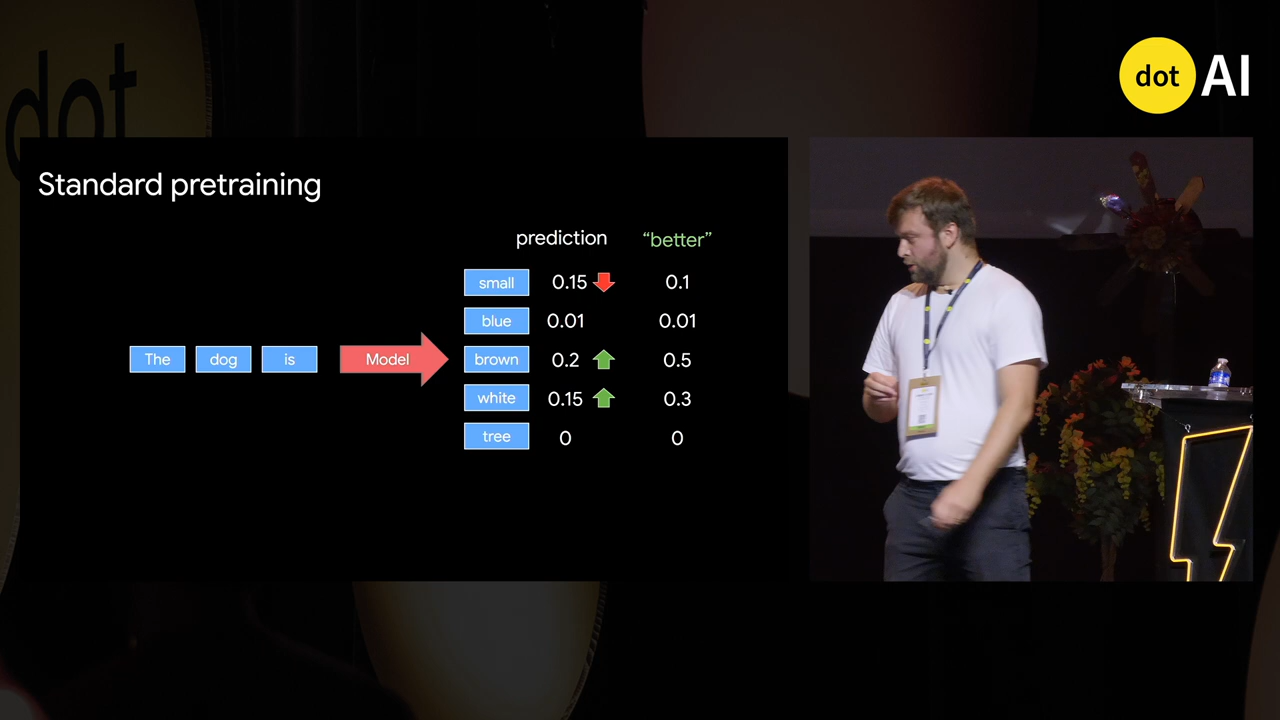 dot
dot AI
Standard pretraining
prediction “better”
small 0.15 0.1
blue 0.01 0.01
The dog is Model brown 0.2 0.5
white 0.15 0.3
tree 0 0